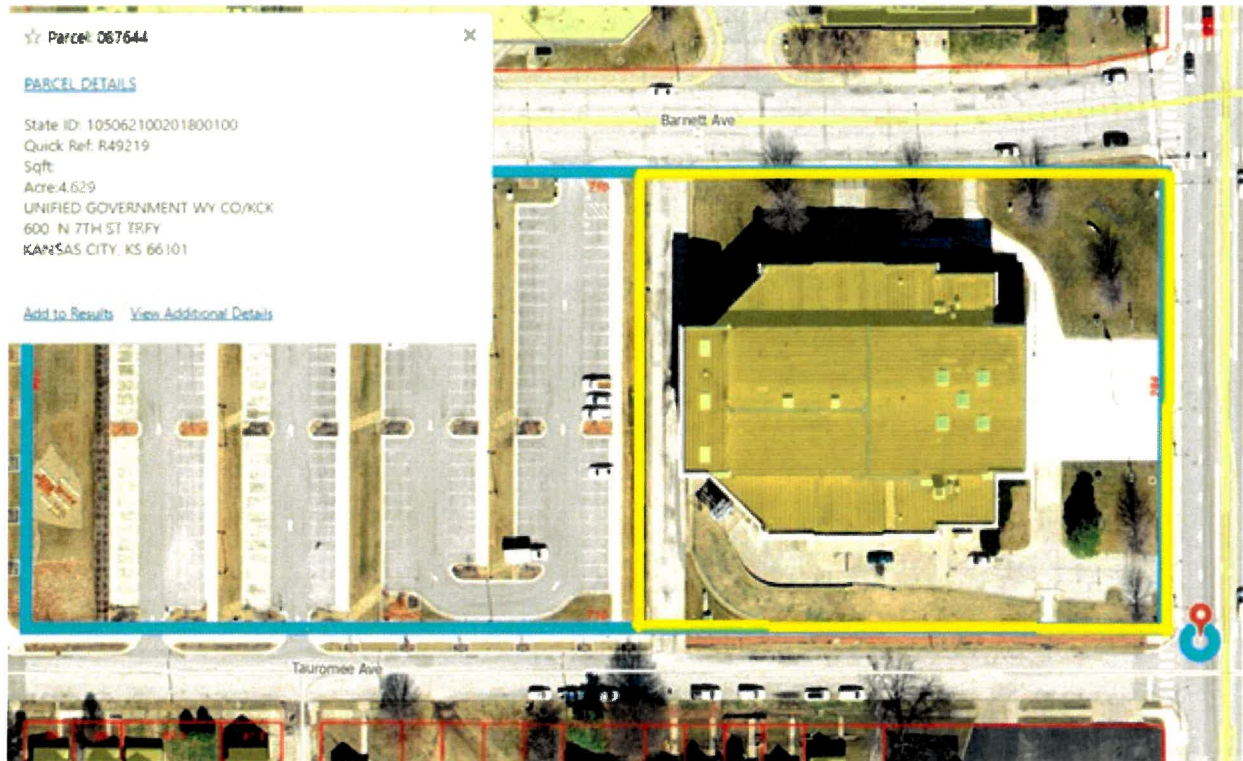 Parcel: 067644
PARCEL DETAILS
State ID: 105062100201800100
Quick Ref: R49219
Sqft:
Acre:4.629
UNIFIED GOVERNMENT WY CO/KCK
600 N 7TH ST TRFY
KANSAS CITY, KS 66101
Add to Results View Additional Details
Barnett Ave
Tauromee Ave